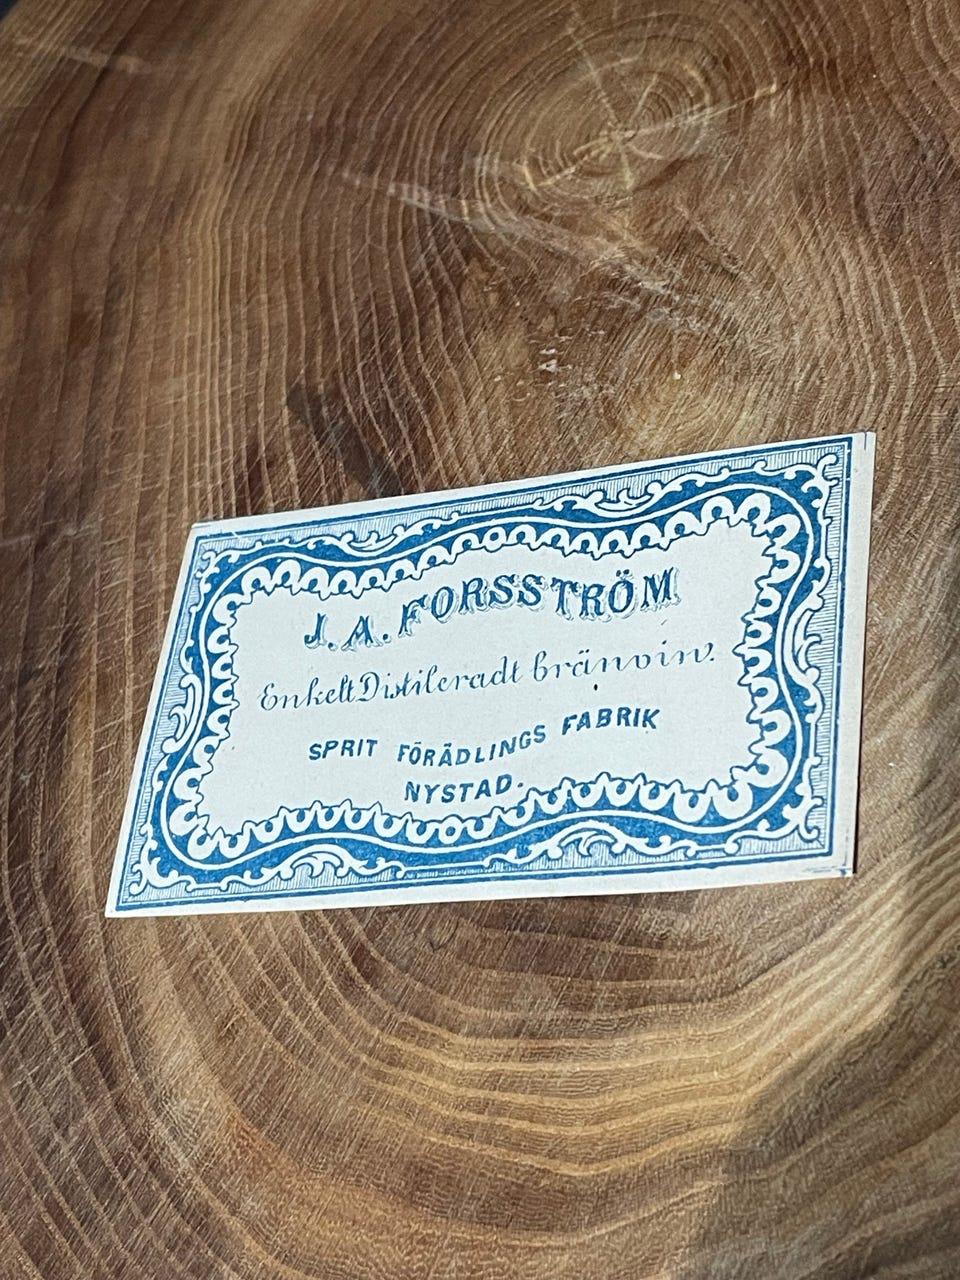 J. A. FORSSTRÖM
Enkelt Distileradt bränvin.
SPRIT FÖRÄDLINGS FABRIK
NYSTAD.